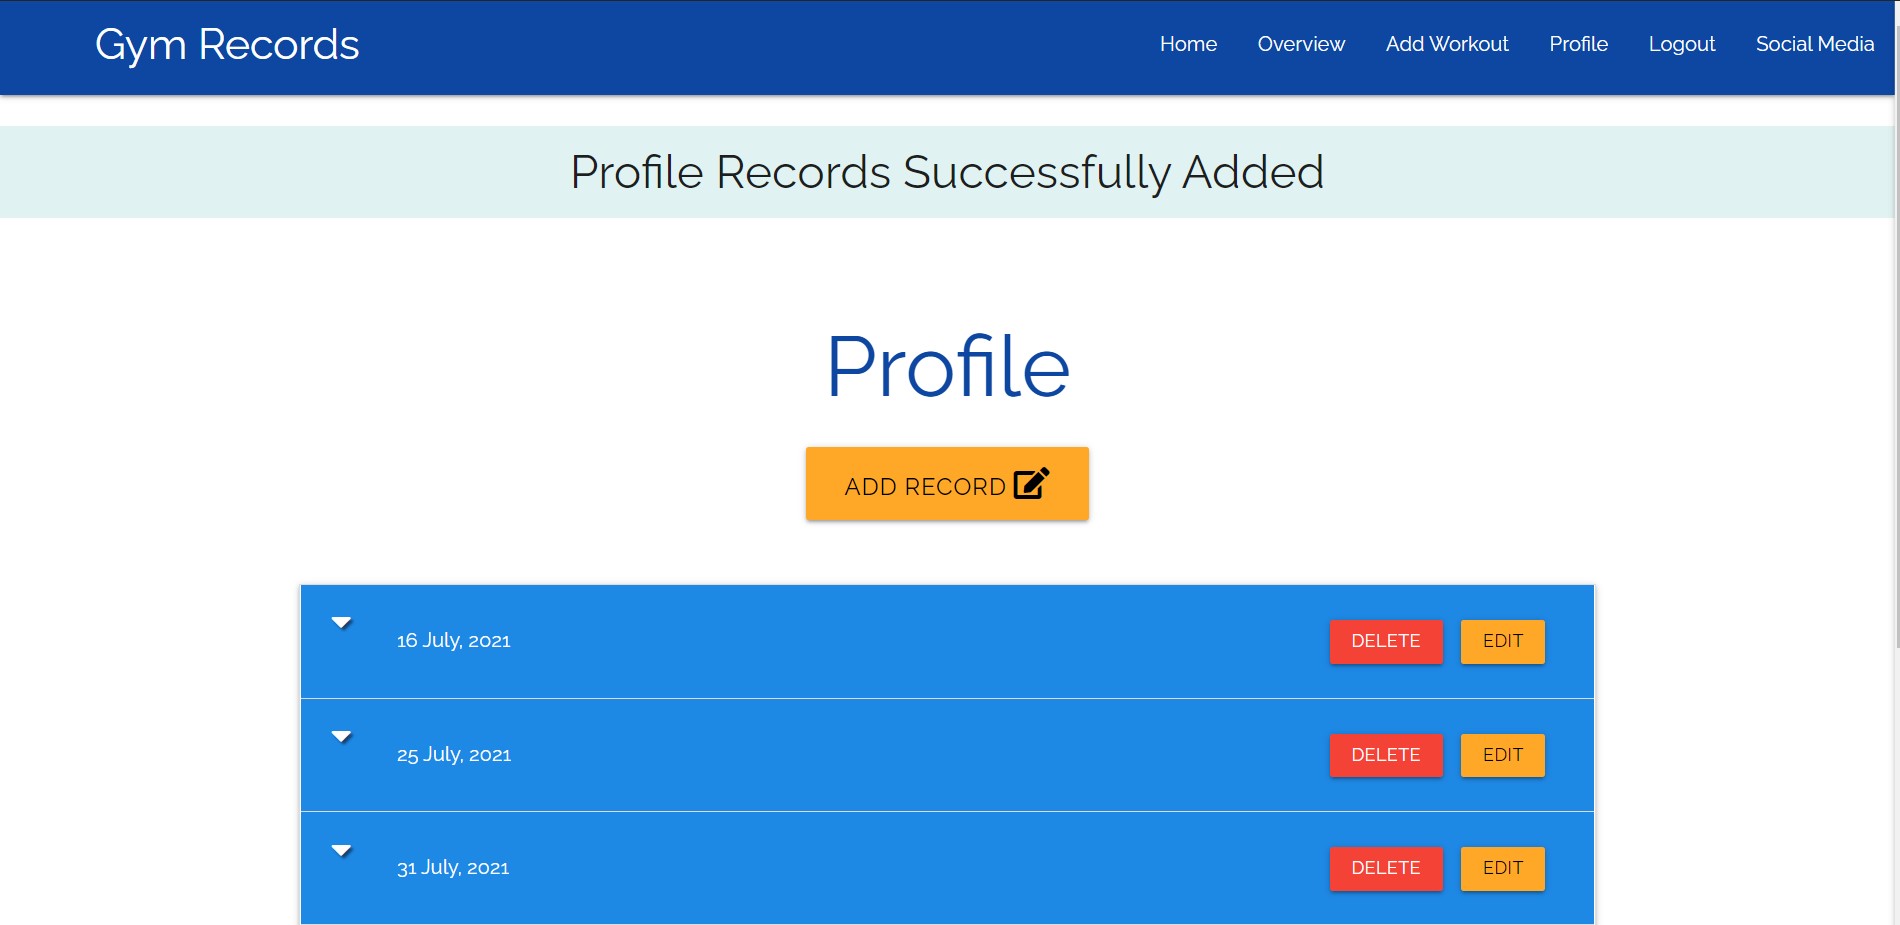 Gym Records
Home Overview Add Workout Profile Logout Social Media
Profile Records Successfully Added
Profile
ADD RECORD
16 July, 2021 DELETE EDIT
25 July, 2021 DELETE EDIT
31 July, 2021 DELETE EDIT